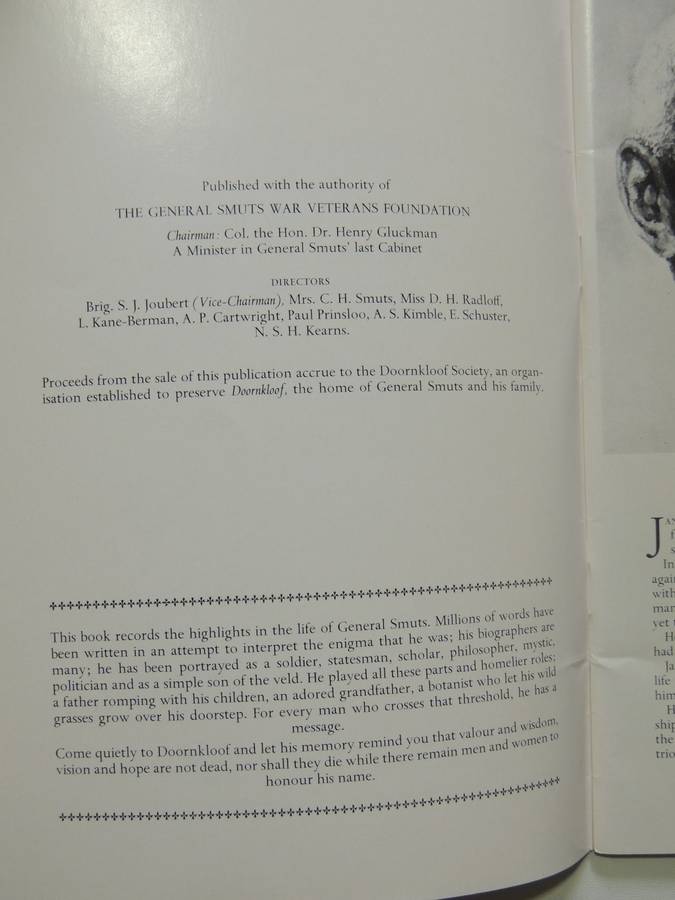 Published with the authority of
THE GENERAL SMUTS WAR VETERANS FOUNDATION
Chairman: Col. the Hon. Dr. Henry Gluckman
A Minister in General Smuts' last Cabinet
DIRECTORS
Brig. S. J. Joubert (Vice-Chairman), Mrs. C. H. Smuts, Miss D. H. Radloff,
L. Kane-Berman, A. P. Cartwright, Paul Prinsloo, A. S. Kimble, E. Schuster,
N. S. H. Kearns.
Proceeds from the sale of this publication accrue to the Doornkloof Society, an organ-
isation established to preserve Doornkloof, the home of General Smuts and his family.
This book records the highlights in the life of General Smuts. Millions of words have
been written in an attempt to interpret the enigma that he was; his biographers are
many; he has been portrayed as a soldier, statesman, scholar, philosopher, mystic,
politician and as a simple son of the veld. He played all these parts and homelier roles;
a father romping with his children, an adored grandfather, a botanist who let his wild
grasses grow over his doorstep. For every man who crosses that threshold, he has a
message.
Come quietly to Doornkloof and let his memory remind you that valour and wisdom,
vision and hope are not dead, nor shall they die while there remain men and women to
honour his name.
JAN
f
s
In
again
with
mar
yet t
H
had
Ja
life
him
H
ship
the
trio